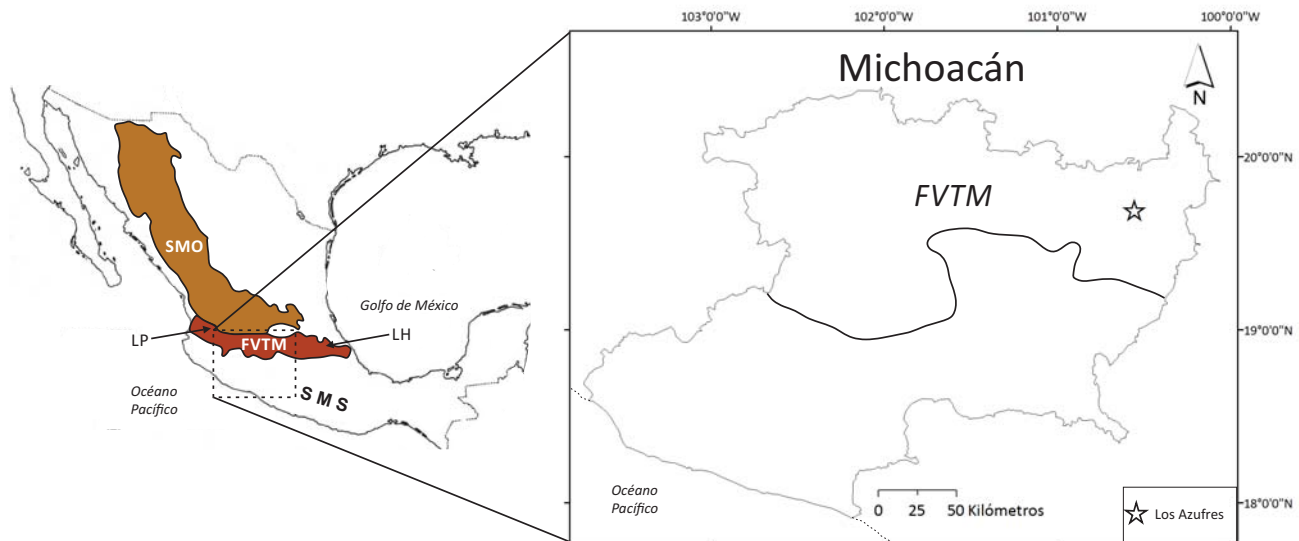 SMO
Golfo de México
LP
FVTM
LH
Océano
Pacífico
SMS
103°0'0"W
102°0'0"W
101°0'0"W
100°0'0"W
Michoacán
N
20°0'0"N
FVTM
19°0'0"N
Océano
Pacífico
0 25 50 Kilómetros
18°0'0"N
Los Azufres